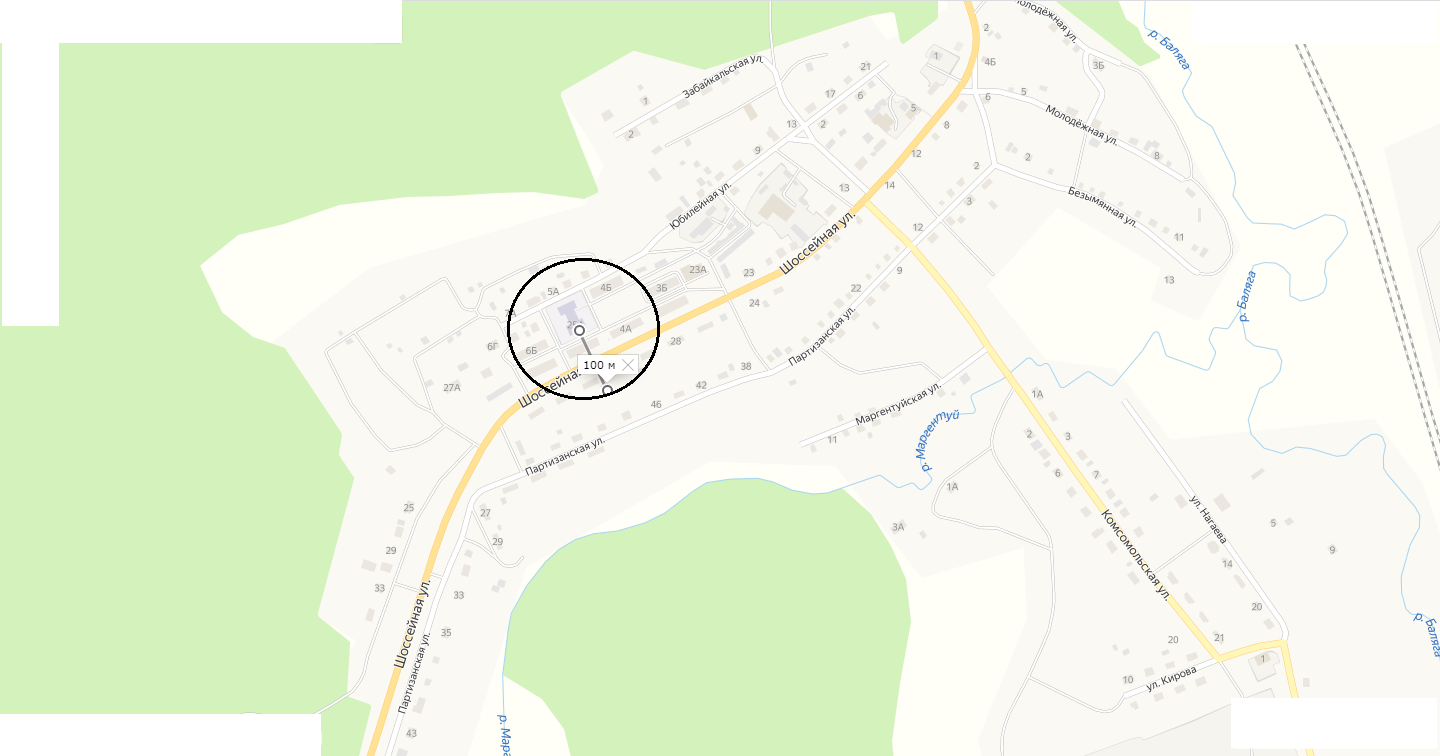 Молодёжная ул.
2
р. Баляга
1
4Б
Забайкальская ул.
21
3Б
1
17
6
5
6
5
2
13
2
8
Молодёжная ул.
9
12
8
2
2
Юбилейная ул.
13
14
Безымянная ул.
3
12
Шоссейная ул.
11
23А
23
9
13
р. Баляга
5А
4Б
3Б
22
24
4А
28
Партизанская ул.
6Г
6Б
100 м
38
27А
42
Шоссейная
46
Маргентуйская ул.
1А
11
р. Маргентуй
2
3
Партизанская ул.
6
7
1А
25
27
3А
ул. Нагаева
5
29
29
9
Комсомольская ул.
33
33
14
20
35
Шоссейная ул.
Партизанская ул.
20
21
р. Баляга
1
10
ул. Кирова
43
р. Марг